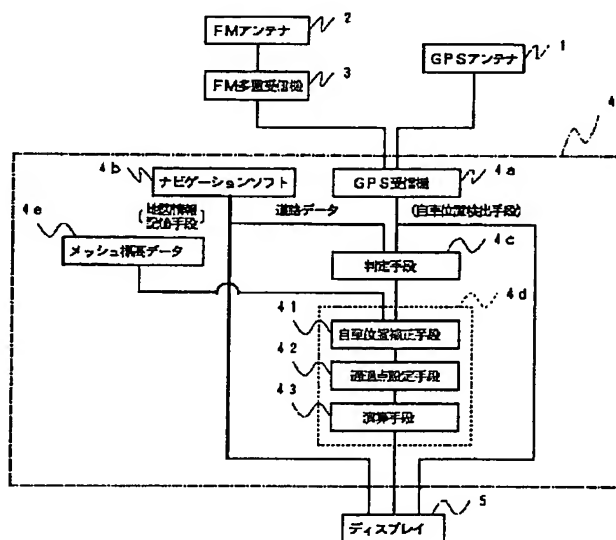 FMアンテナ
2
GPSアンテナ
1
FM多重受信機
3
4
4b
ナビゲーションソフト
4a
GPS受信機
地図情報
記憶手段
道路データ
(自車位置検出手段)
4e
メッシュ標高データ
4c
判定手段
4d
41
自車位置補正手段
42
通過点設定手段
43
演算手段
5
ディスプレイ